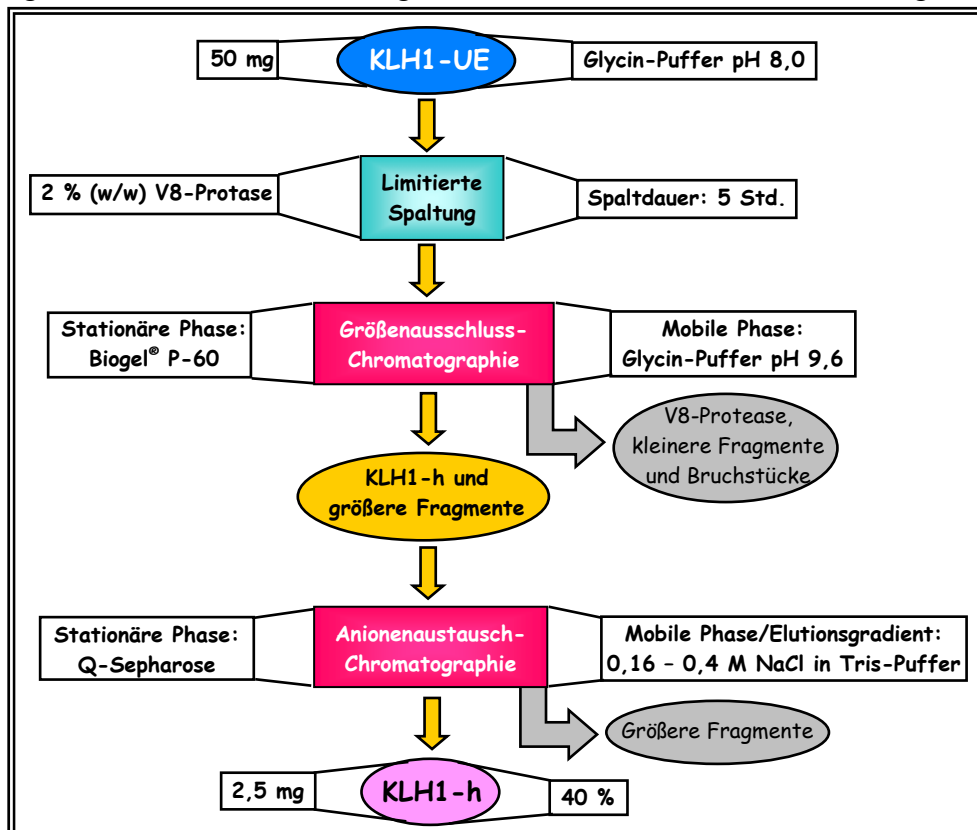 50 mg
KLH1-UE
Glycin-Puffer pH 8,0
2 % (w/w) V8-Protase
Limitierte
Spaltung
Spaltdauer: 5 Std.
Stationäre Phase:
Biogel® P-60
Größenausschluss-
Chromatographie
Mobile Phase:
Glycin-Puffer pH 9,6
V8-Protease,
kleinere Fragmente
und Bruchstücke
KLH1-h und
größere Fragmente
Stationäre Phase:
Q-Sepharose
Anionenaustausch-
Chromatographie
Mobile Phase/Elutionsgradient:
0,16 – 0,4 M NaCl in Tris-Puffer
Größere Fragmente
2,5 mg
KLH1-h
40 %